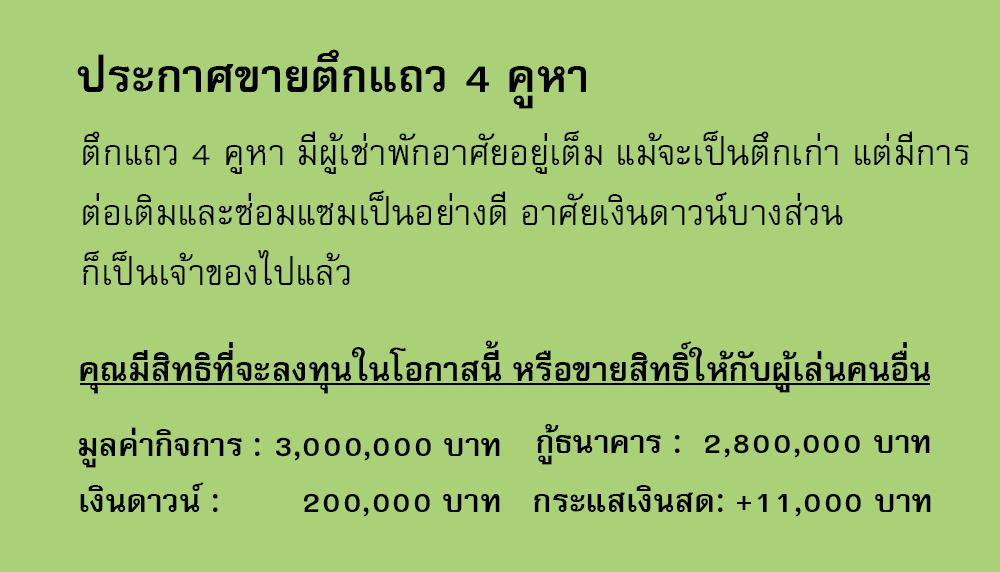 ประกาศขายตึกแถว 4 คูหา
ตึกแถว 4 คูหา มีผู้เช่าพักอาศัยอยู่เต็ม แม้จะเป็นตึกเก่า แต่มีการ
ต่อเติมและซ่อมแซมเป็นอย่างดี อาศัยเงินดาวน์บางส่วน
ก็เป็นเจ้าของไปแล้ว
คุณมีสิทธิที่จะลงทุนในโอกาสนี้ หรือขายสิทธิ์ให้กับผู้เล่นคนอื่น
มูลค่ากิจการ : 3,000,000 บาท กู้ธนาคาร : 2,800,000 บาท
เงินดาวน์ : 200,000 บาท กระแสเงินสด: +11,000 บาท